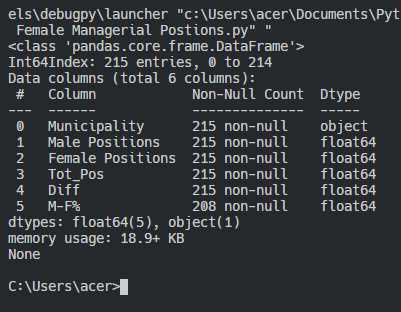 els\debugpy\launcher "c:\Users\acer\Documents\Pyt
 Female Managerial Postions.py" "
<class 'pandas.core.frame.DataFrame'>
Int64Index: 215 entries, 0 to 214
Data columns (total 6 columns):
 #   Column            Non-Null Count  Dtype
---  ------            --------------  -----
 0   Municipality      215 non-null    object
 1   Male Positions    215 non-null    float64
 2   Female Positions  215 non-null    float64
 3   Tot_Pos           215 non-null    float64
 4   Diff              215 non-null    float64
 5   M-F%              208 non-null    float64
dtypes: float64(5), object(1)
memory usage: 18.9+ KB
None
C:\Users\acer>